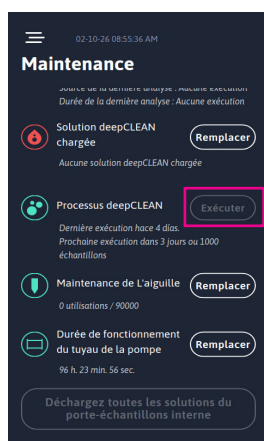 02-10-26 08:55:36 AM
Maintenance
Source de la dernière analyse : Aucune exécution
Durée de la dernière analyse : Aucune exécution
Solution deepCLEAN
chargée
Remplacer
Aucune solution deepCLEAN chargée
Processus deepCLEAN
Exécuter
Dernière exécution hace 4 días.
Prochaine exécution dans 3 jours ou 1000
échantillons
Maintenance de L'aiguille
Remplacer
0 utilisations / 90000
Durée de fonctionnement
du tuyau de la pompe
Remplacer
96 h. 23 min. 56 sec.
Déchargez toutes les solutions du
porte-échantillons interne